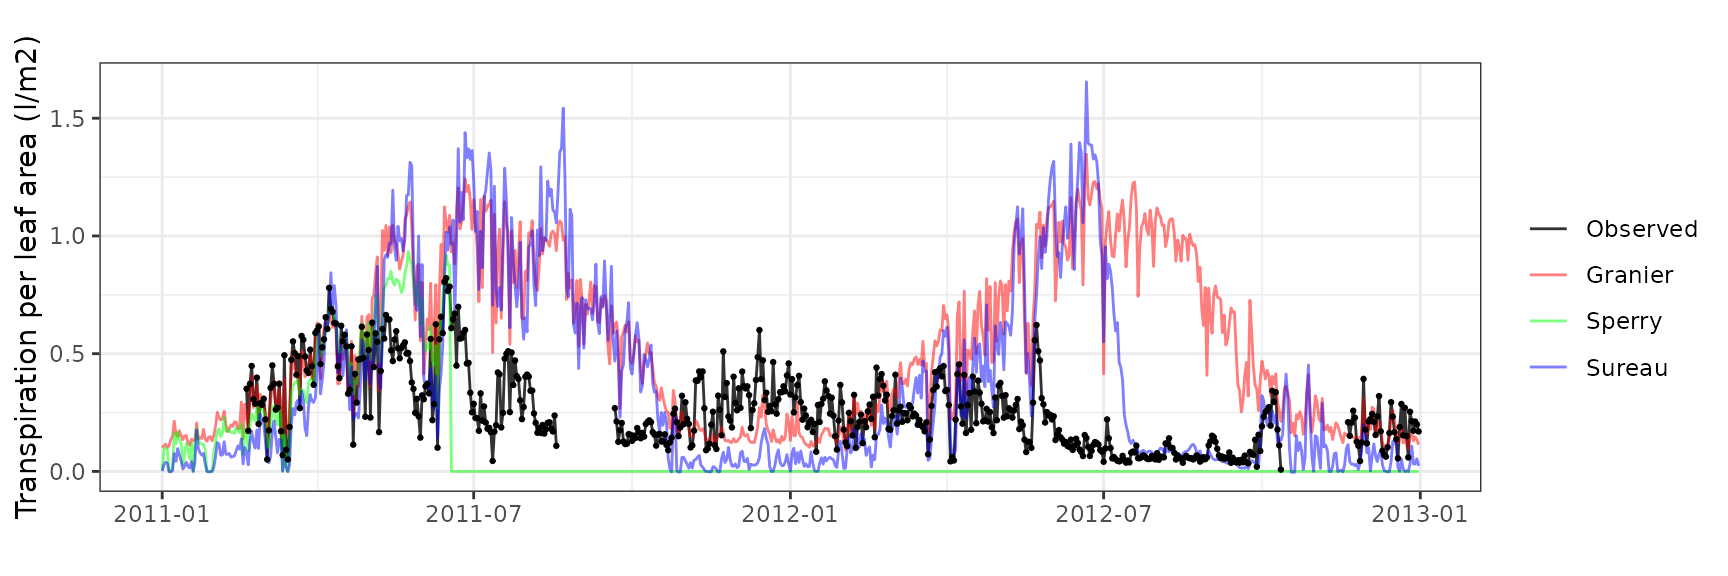 Transpiration per leaf area (l/m2)
1.5
1.0
0.5
0.0
2011-01
2011-07
2012-01
2012-07
2013-01
Observed
Granier
Sperry
Sureau